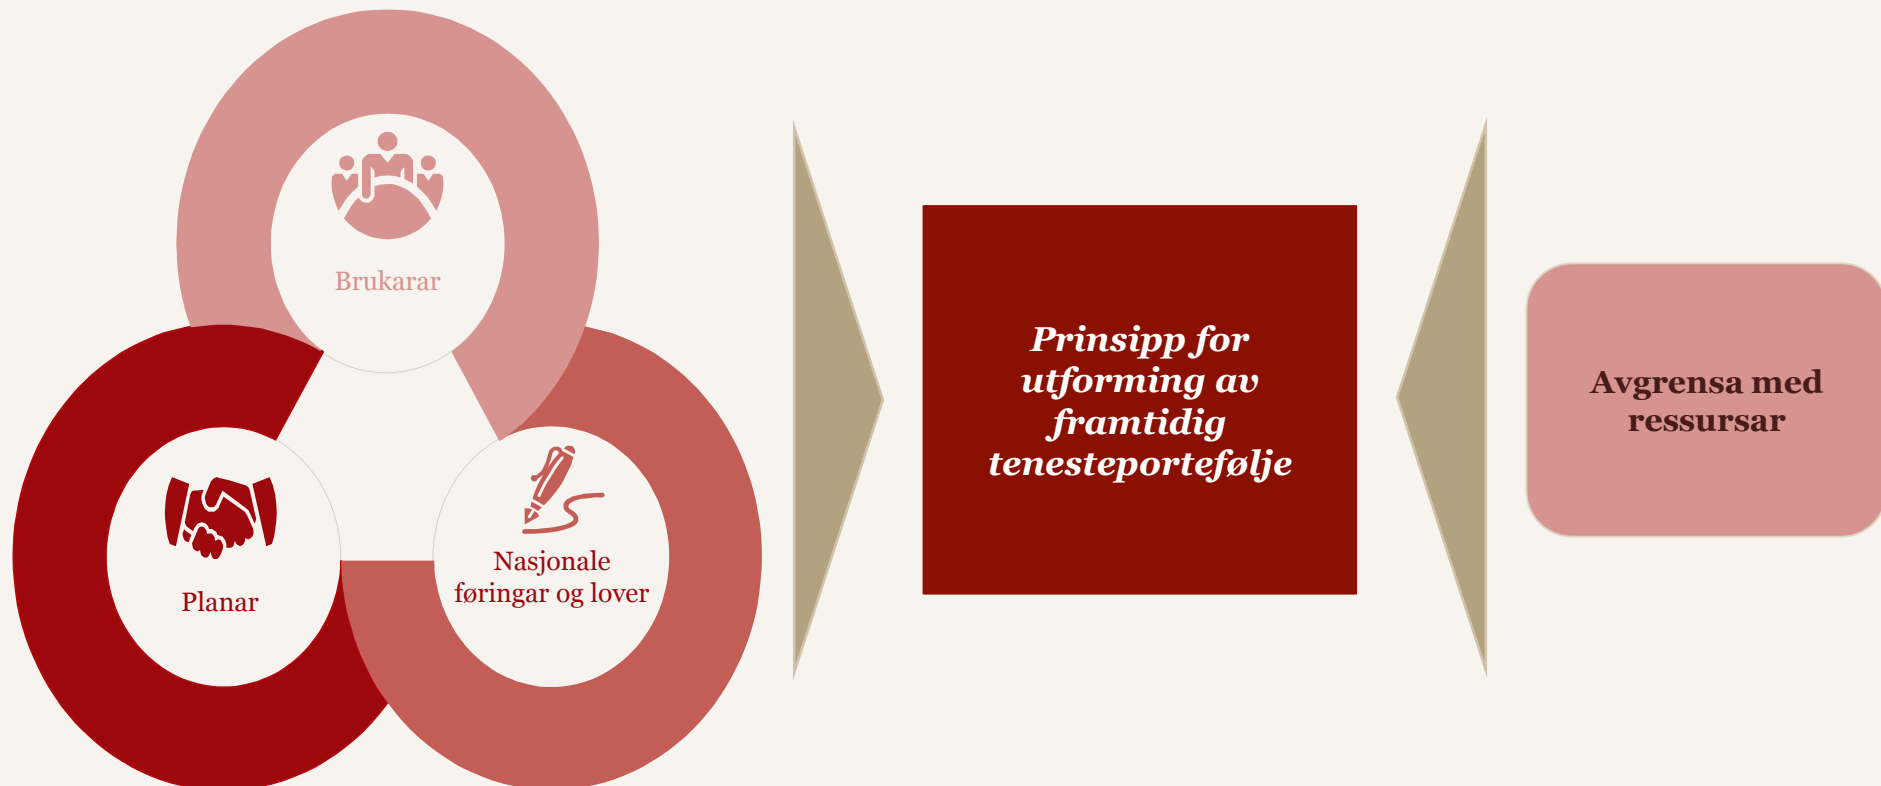 Brukarar
Planar
Nasjonale
føringar og lover
Prinsipp for
utforming av
framtidig
tenesteportefølje
Avgrensa med
ressursar